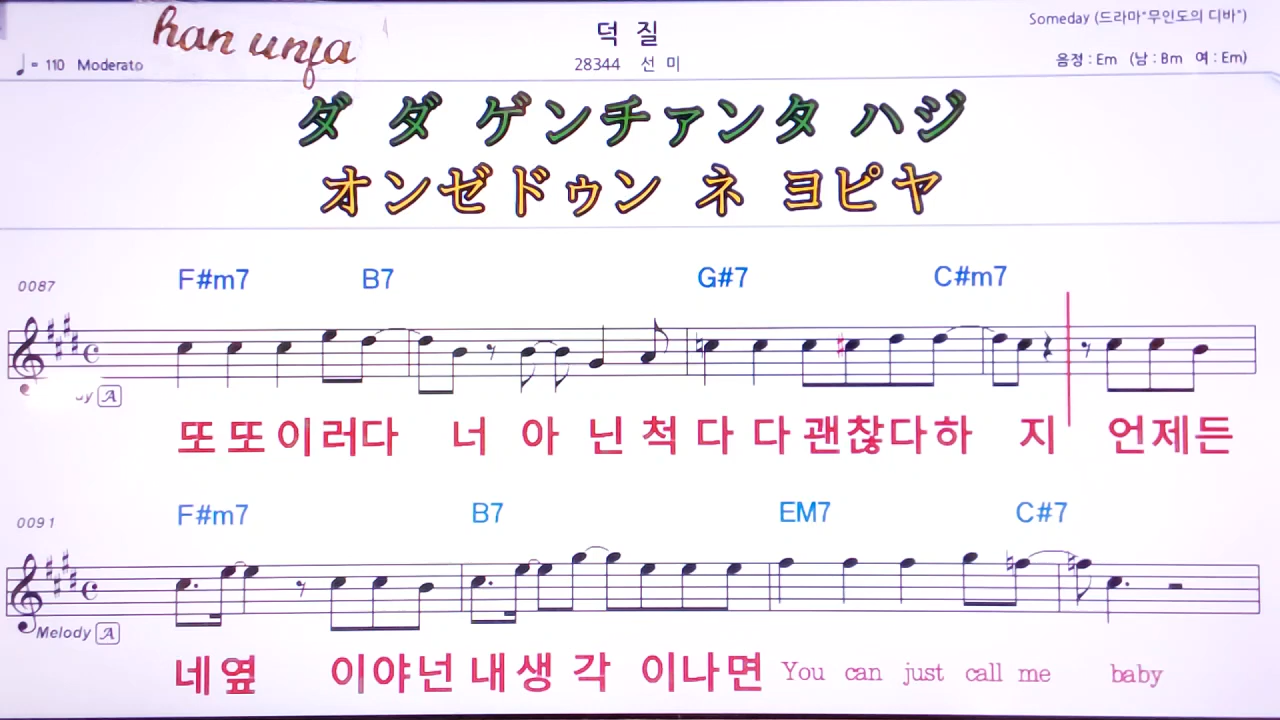 han unfa
덕 질
Someday (드라마"무인도의 디바")
♩= 110 Moderato
28344 선 미
음정 : Em (남 : Bm 여 : Em)
ダ ダ ゲンチァンタ ハジ
オンゼドゥン ネ ヨピヤ
0087
F#m7 B7 G#7 C#m7
A
또 또 이 러 다 너 아 닌 척 다 다 괜찮다하 지 언제든
0091
F#m7 B7 EM7 C#7
Melody A
네옆 이야넌 내생 각 이나면 You can just call me baby